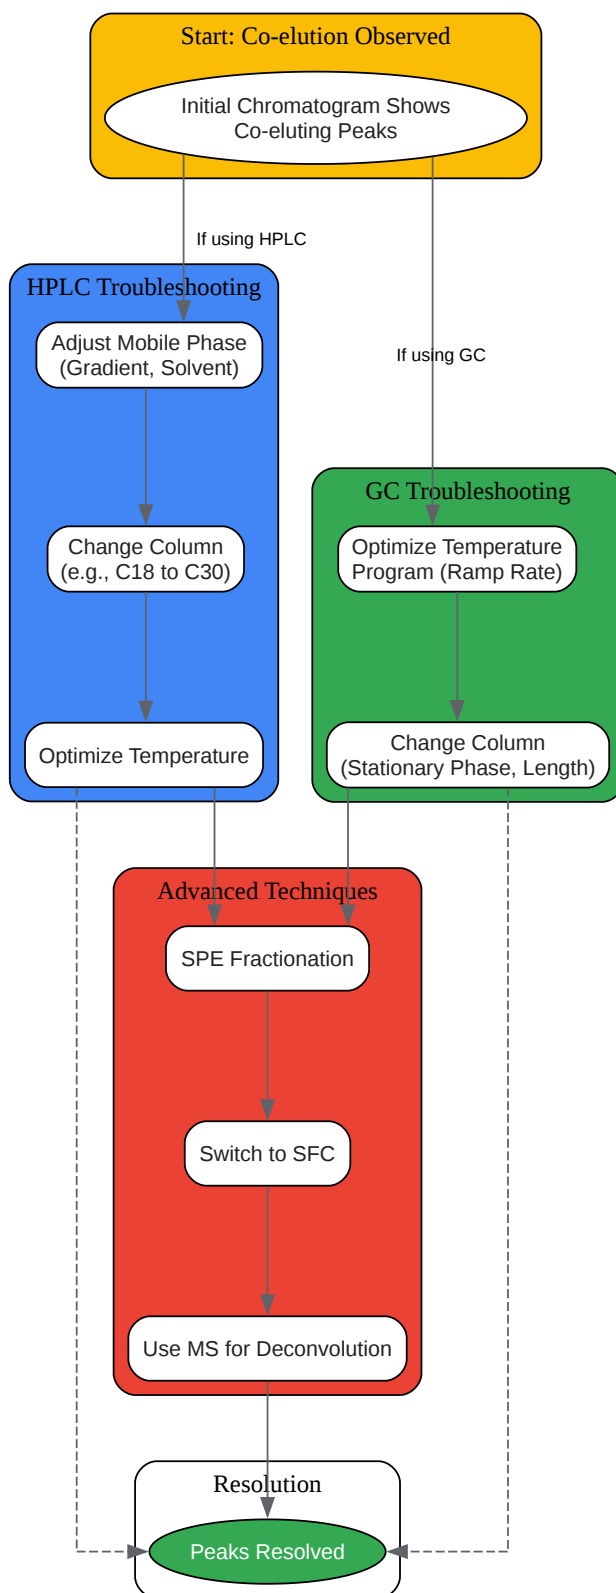 Start: Co-elution Observed
Initial Chromatogram Shows
Co-eluting Peaks
If using HPLC
HPLC Troubleshooting
Adjust Mobile Phase
(Gradient, Solvent)
If using GC
Change Column
(e.g., C18 to C30)
Optimize Temperature
GC Troubleshooting
Optimize Temperature
Program (Ramp Rate)
Change Column
(Stationary Phase, Length)
Advanced Techniques
SPE Fractionation
Switch to SFC
Use MS for Deconvolution
Resolution
Peaks Resolved